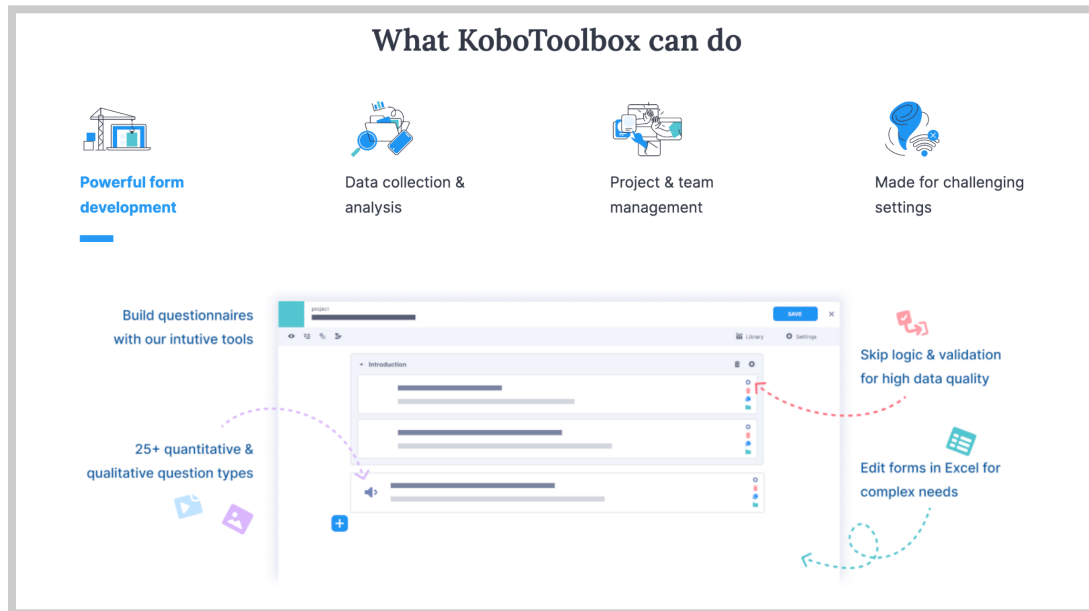 What KoboToolbox can do
Powerful form
development
Data collection &
analysis
Project & team
management
Made for challenging
settings
Build questionnaires
with our intutive tools
25+ quantitative &
qualitative question types
project
SAVE
Library
Settings
Introduction
Skip logic & validation
for high data quality
Edit forms in Excel for
complex needs